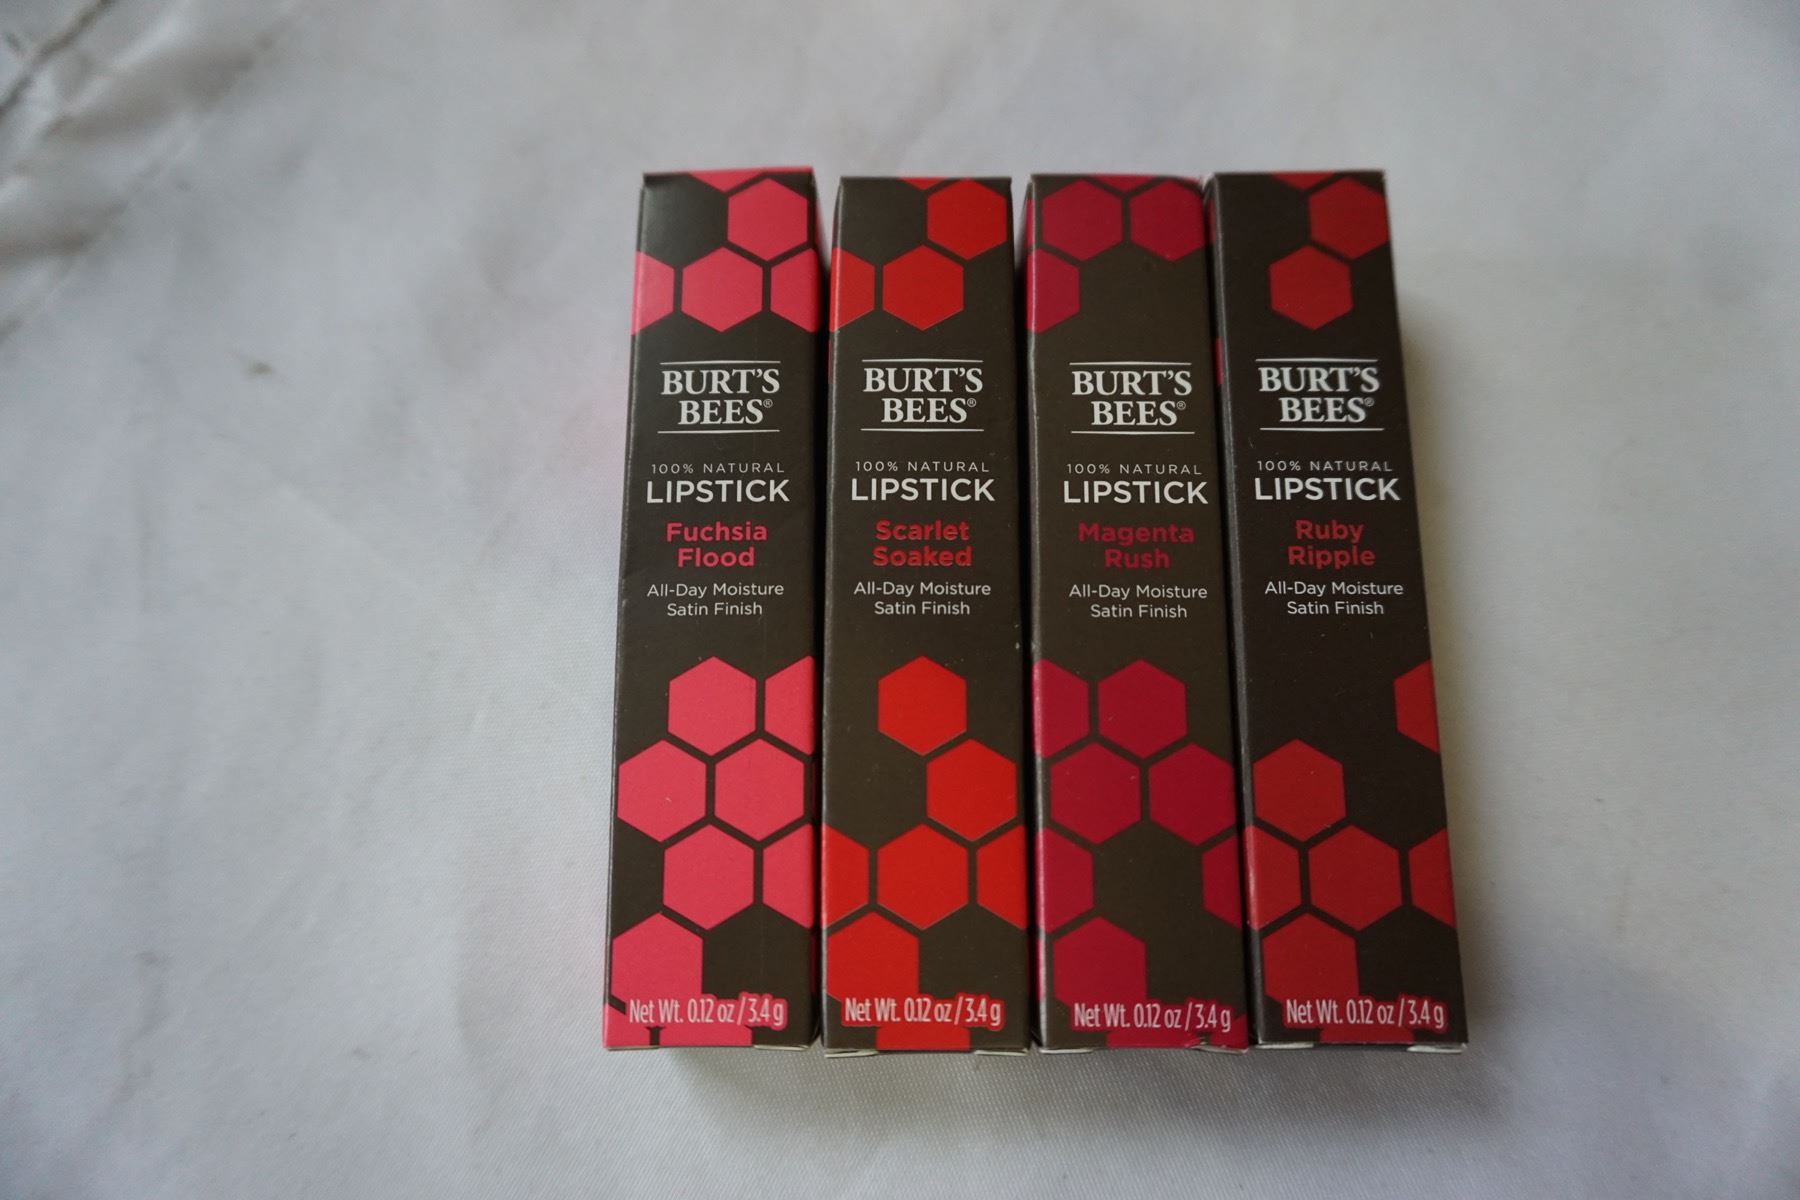 BURT'S
BEES®
100% NATURAL
LIPSTICK
Fuchsia
Flood
All-Day Moisture
Satin Finish
Net Wt. 0.12 oz / 3.4 g
BURT'S
BEES®
100% NATURAL
LIPSTICK
Scarlet
Soaked
All-Day Moisture
Satin Finish
Net Wt. 0.12 oz / 3.4 g
BURT'S
BEES®
100% NATURAL
LIPSTICK
Magenta
Rush
All-Day Moisture
Satin Finish
Net Wt. 0.12 oz / 3.4 g
BURT'S
BEES®
100% NATURAL
LIPSTICK
Ruby
Ripple
All-Day Moisture
Satin Finish
Net Wt. 0.12 oz / 3.4 g